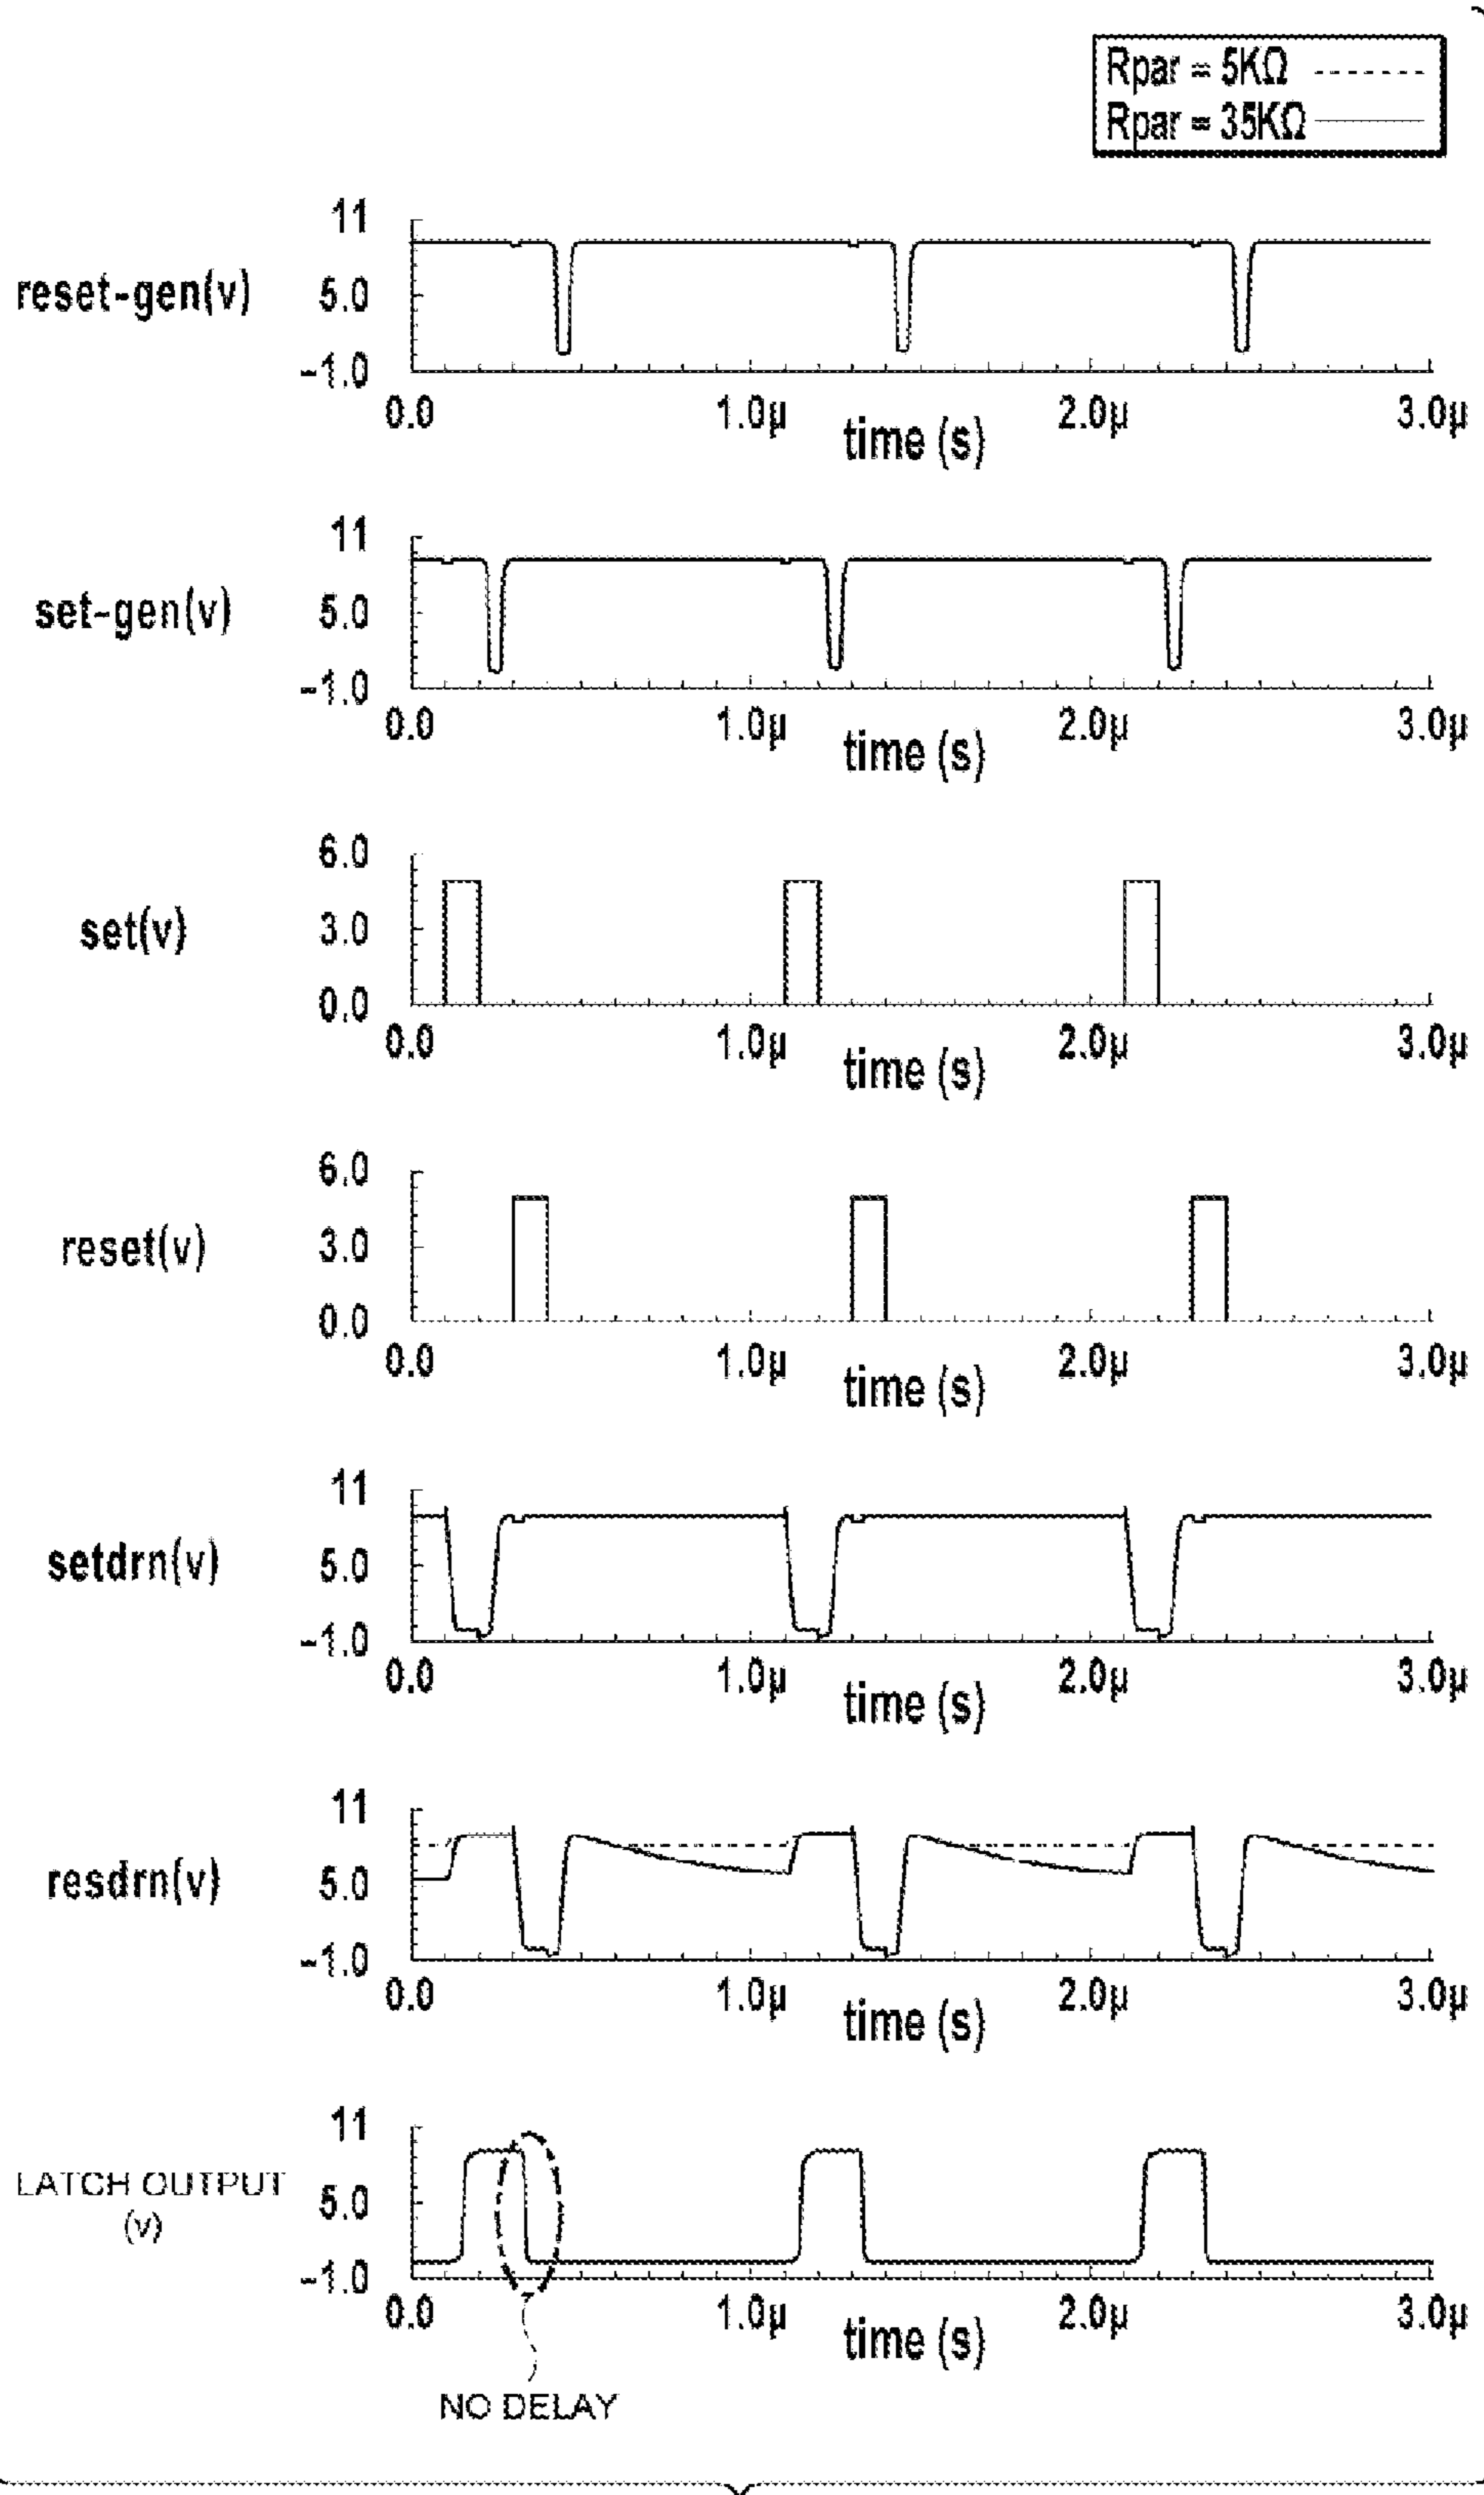 Rpar = 5KΩ
Rpar = 35KΩ
reset-gen(v)
11
5.0
-1.0
0.0 1.0μ 2.0μ 3.0μ
time (s)
set-gen(v)
11
5.0
-1.0
0.0 1.0μ 2.0μ 3.0μ
time (s)
set(v)
6.0
3.0
0.0
0.0 1.0μ 2.0μ 3.0μ
time (s)
reset(v)
6.0
3.0
0.0
0.0 1.0μ 2.0μ 3.0μ
time (s)
setdrn(v)
11
5.0
-1.0
0.0 1.0μ 2.0μ 3.0μ
time (s)
resdrn(v)
11
5.0
-1.0
0.0 1.0μ 2.0μ 3.0μ
time (s)
LATCH OUTPUT
(v)
11
5.0
-1.0
0.0 1.0μ 2.0μ 3.0μ
time (s)
NO DELAY